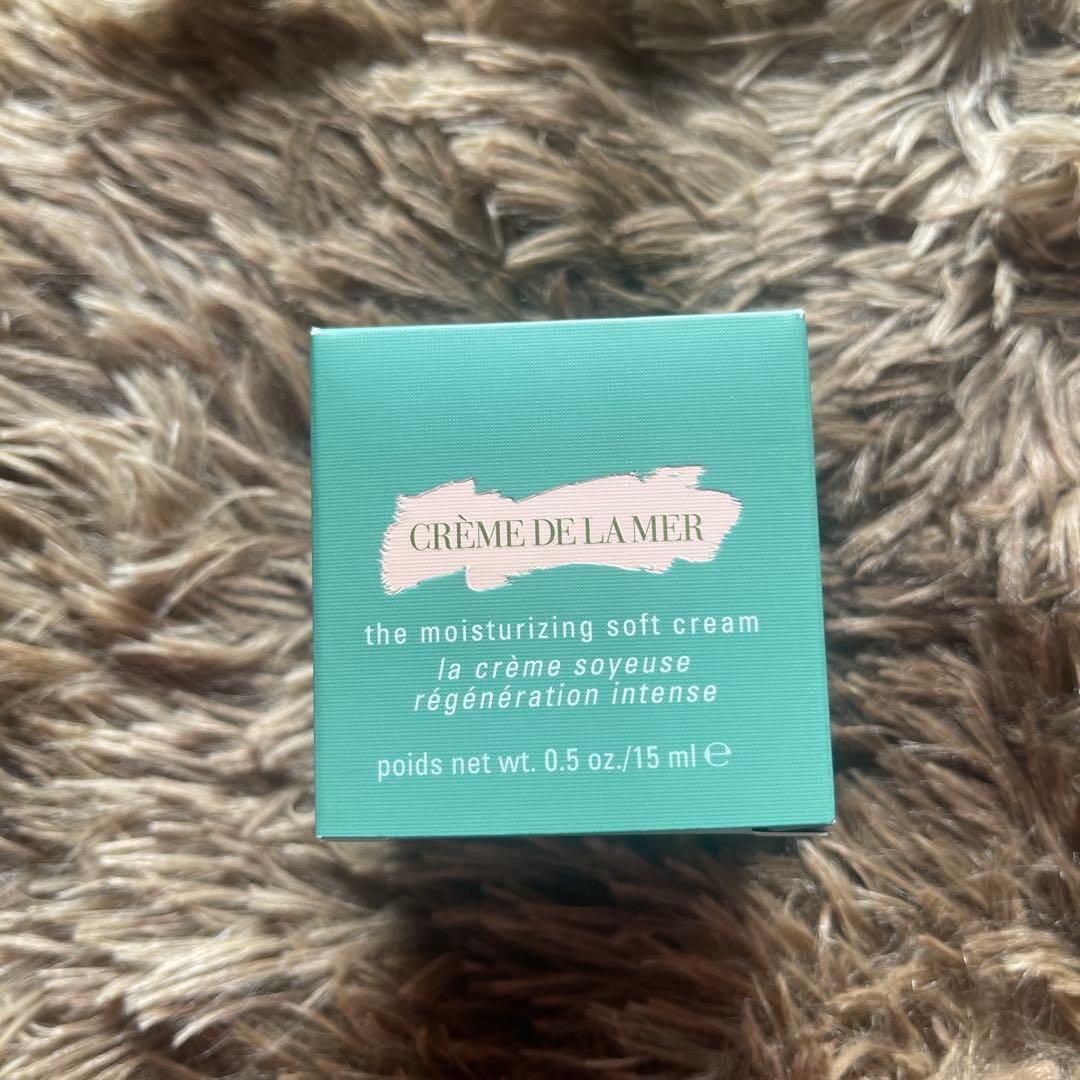 CRÈME DE LA MER
the moisturizing soft cream
la crème soyeuse
régénération intense
poids net wt. 0.5 oz./15 ml ℮